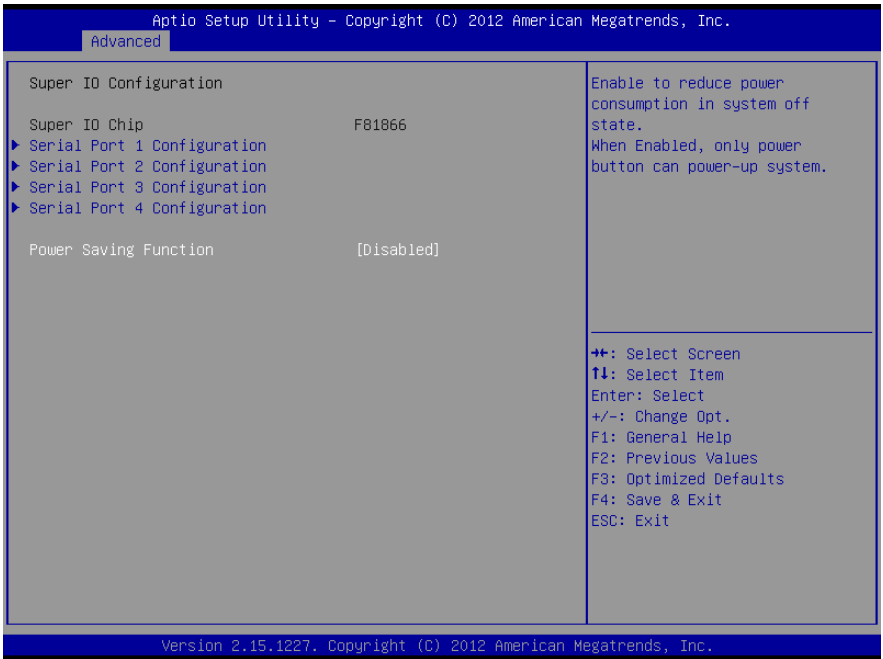 Aptio Setup Utility – Copyright (C) 2012 American Megatrends, Inc.
Advanced
Super IO Configuration
Super IO Chip F81866
Serial Port 1 Configuration
Serial Port 2 Configuration
Serial Port 3 Configuration
Serial Port 4 Configuration
Power Saving Function [Disabled]
Enable to reduce power
consumption in system off
state.
When Enabled, only power
button can power-up system.
→←: Select Screen
↑↓: Select Item
Enter: Select
+/-: Change Opt.
F1: General Help
F2: Previous Values
F3: Optimized Defaults
F4: Save & Exit
ESC: Exit
Version 2.15.1227. Copyright (C) 2012 American Megatrends, Inc.